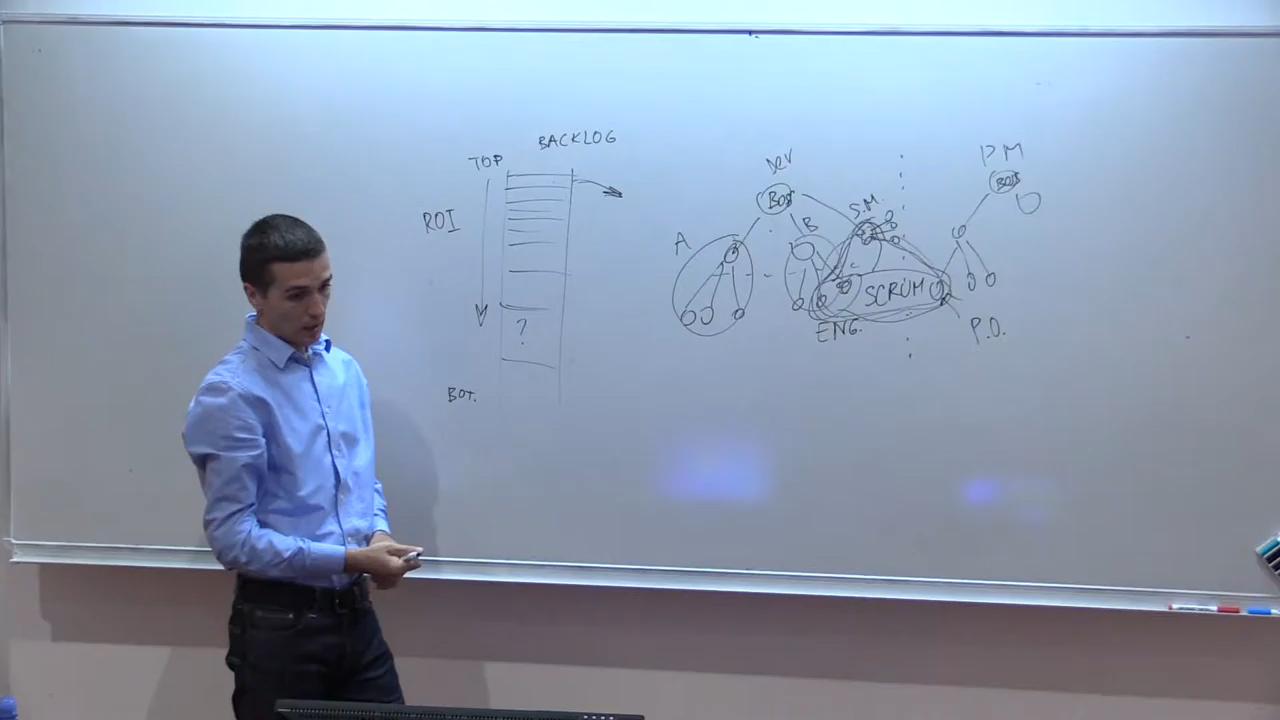 BACKLOG
TOP
ROI
?
BOT.
DEV
BOSS
A
B
S.M.
SCRUM
ENG.
PM
BOSS
P.O.